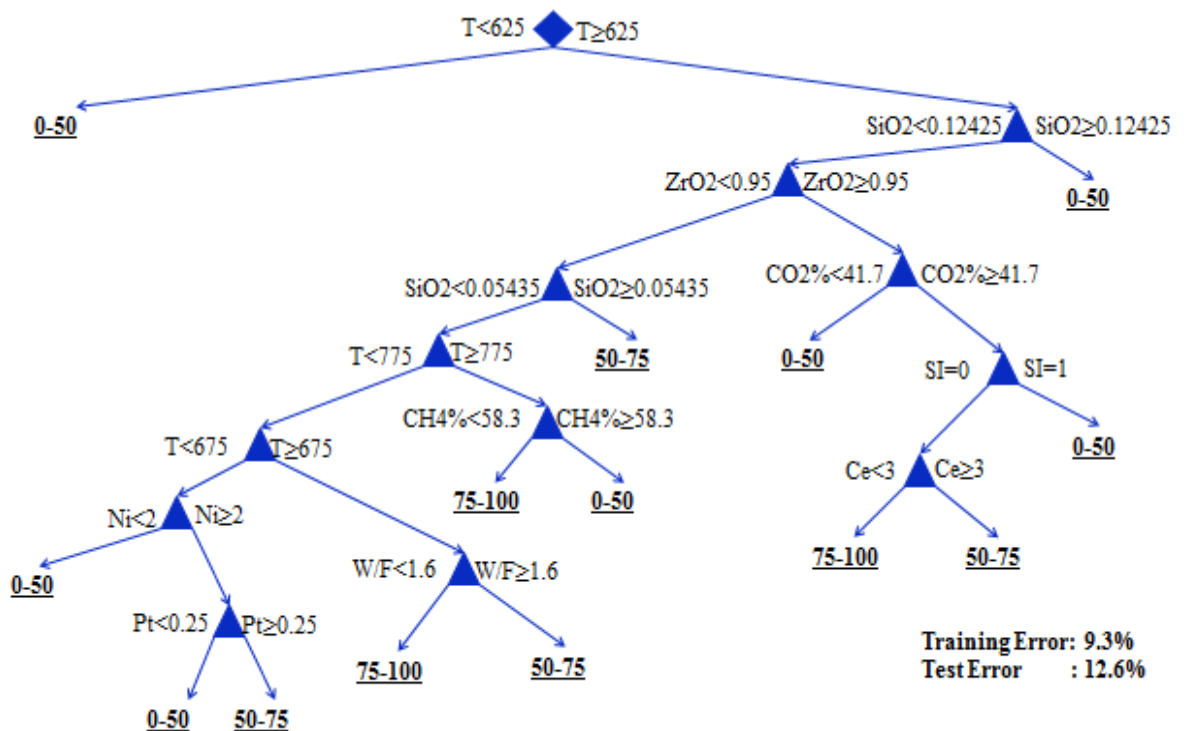 T<625 T≥625
0-50
SiO2<0.12425 SiO2≥0.12425
ZrO2<0.95 ZrO2≥0.95
0-50
SiO2<0.05435 SiO2≥0.05435
CO2%<41.7 CO2%≥41.7
T<775 T≥775
50-75
0-50
SI=0 SI=1
CH4%<58.3 CH4%≥58.3
T<675 T≥675
0-50
Ce<3 Ce≥3
75-100
0-50
Ni<2 Ni≥2
75-100
50-75
W/F<1.6 W/F≥1.6
0-50
Pt<0.25 Pt≥0.25
75-100
50-75
Training Error: 9.3%
Test Error : 12.6%
0-50
50-75